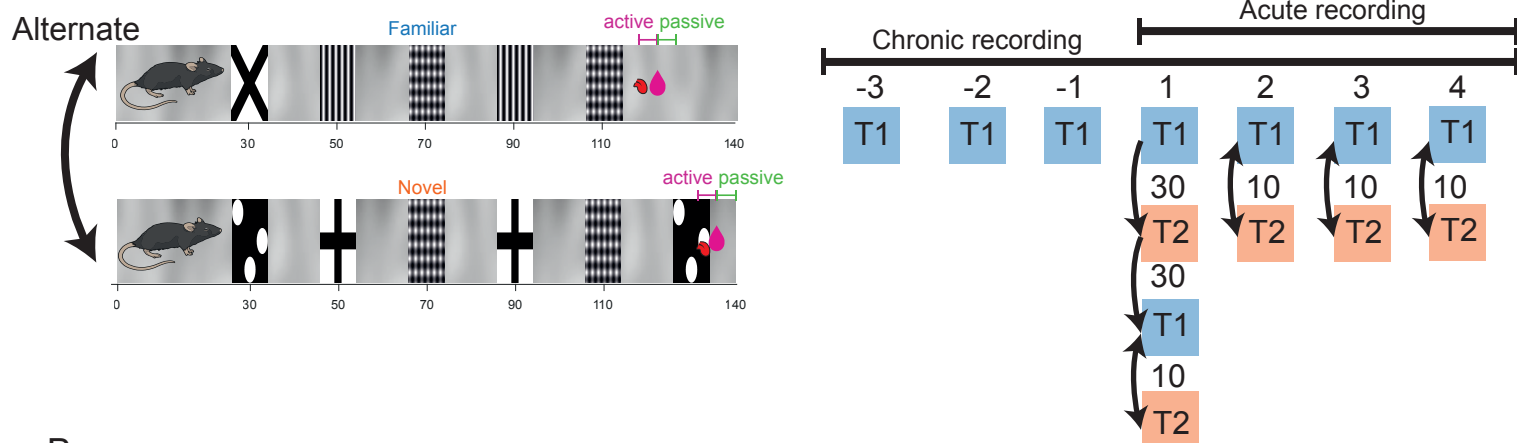 Alternate
Familiar
active passive
0 30 50 70 90 110 140
Novel
active passive
0 30 50 70 90 110 140
Acute recording
Chronic recording
-3 -2 -1 1 2 3 4
T1 T1 T1 T1 T1 T1 T1
30 10 10 10
T2 T2 T2 T2
30
T1
10
T2